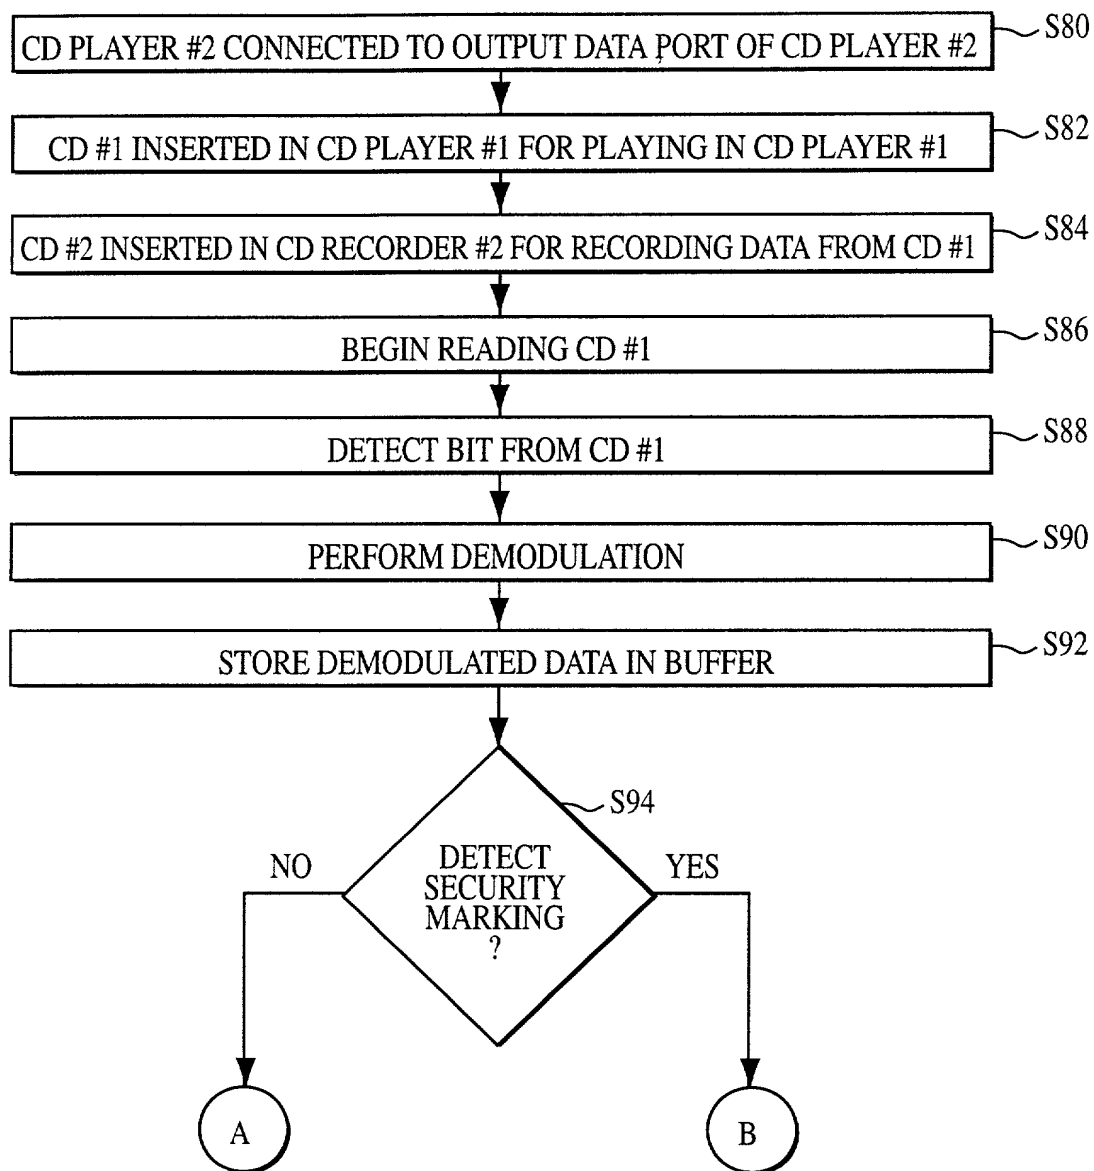 CD PLAYER #2 CONNECTED TO OUTPUT DATA PORT OF CD PLAYER #2
S80
CD #1 INSERTED IN CD PLAYER #1 FOR PLAYING IN CD PLAYER #1
S82
CD #2 INSERTED IN CD RECORDER #2 FOR RECORDING DATA FROM CD #1
S84
BEGIN READING CD #1
S86
DETECT BIT FROM CD #1
S88
PERFORM DEMODULATION
S90
STORE DEMODULATED DATA IN BUFFER
S92
S94
DETECT
SECURITY
MARKING
?
NO
YES
A
B